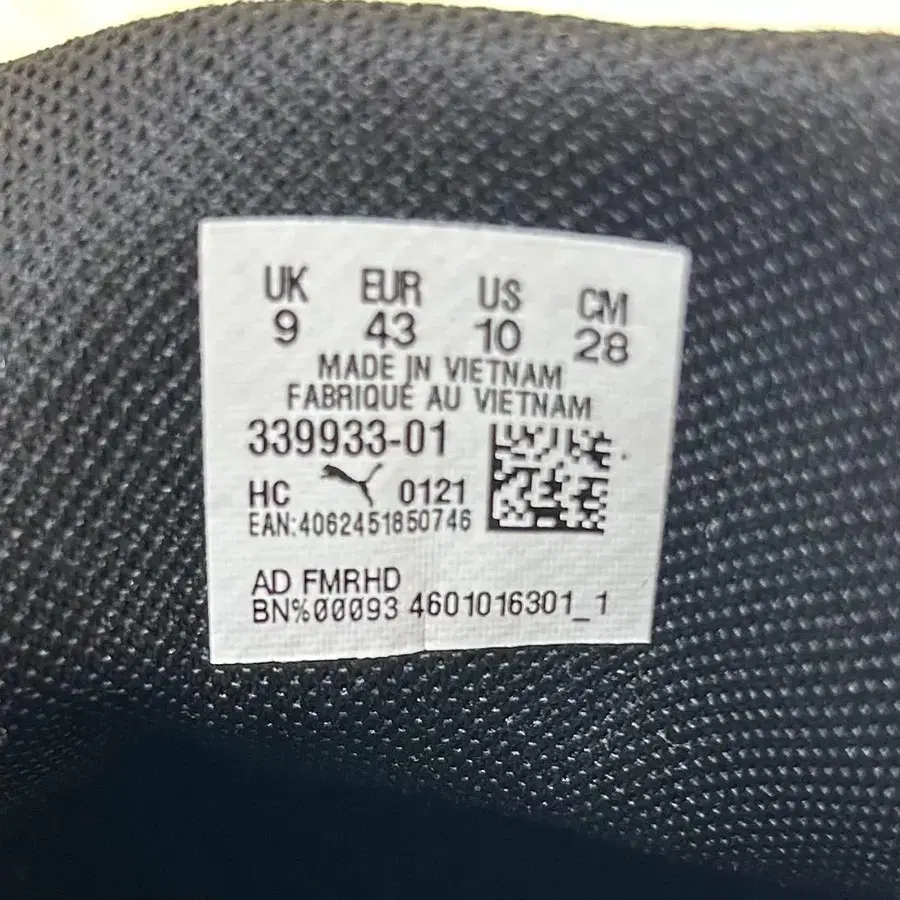 UK EUR US CM
9 43 10 28
MADE IN VIETNAM
FABRIQUÉ AU VIETNAM
339933-01
HC 0121
EAN:4062451850746
AD FMRHD
BN%00093 4601016301_1